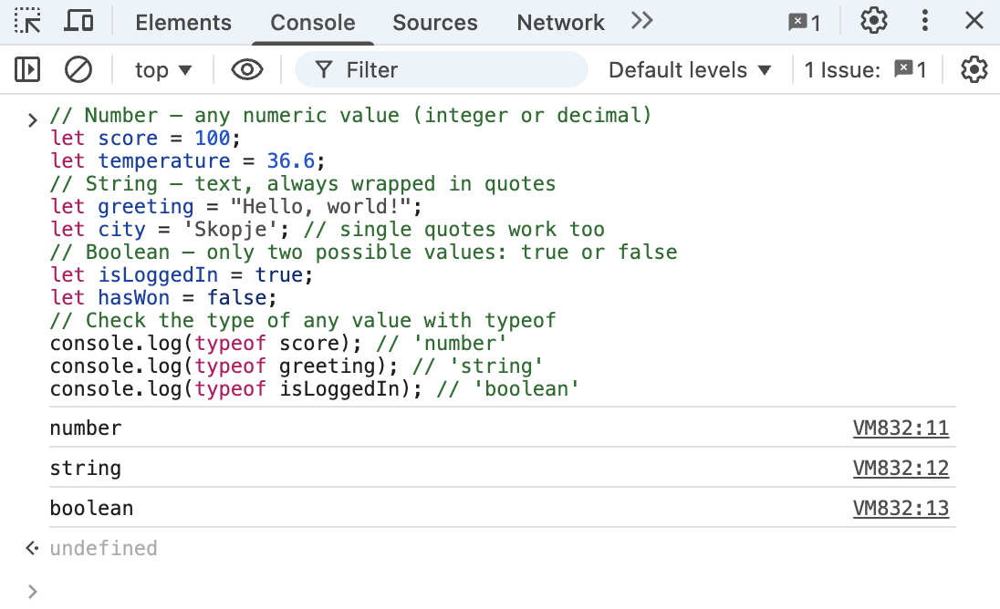 Elements Console Sources Network 1
top Filter Default levels 1 Issue: 1
// Number — any numeric value (integer or decimal)
let score = 100;
let temperature = 36.6;
// String — text, always wrapped in quotes
let greeting = "Hello, world!";
let city = 'Skopje'; // single quotes work too
// Boolean — only two possible values: true or false
let isLoggedIn = true;
let hasWon = false;
// Check the type of any value with typeof
console.log(typeof score); // 'number'
console.log(typeof greeting); // 'string'
console.log(typeof isLoggedIn); // 'boolean'
number VM832:11
string VM832:12
boolean VM832:13
undefined